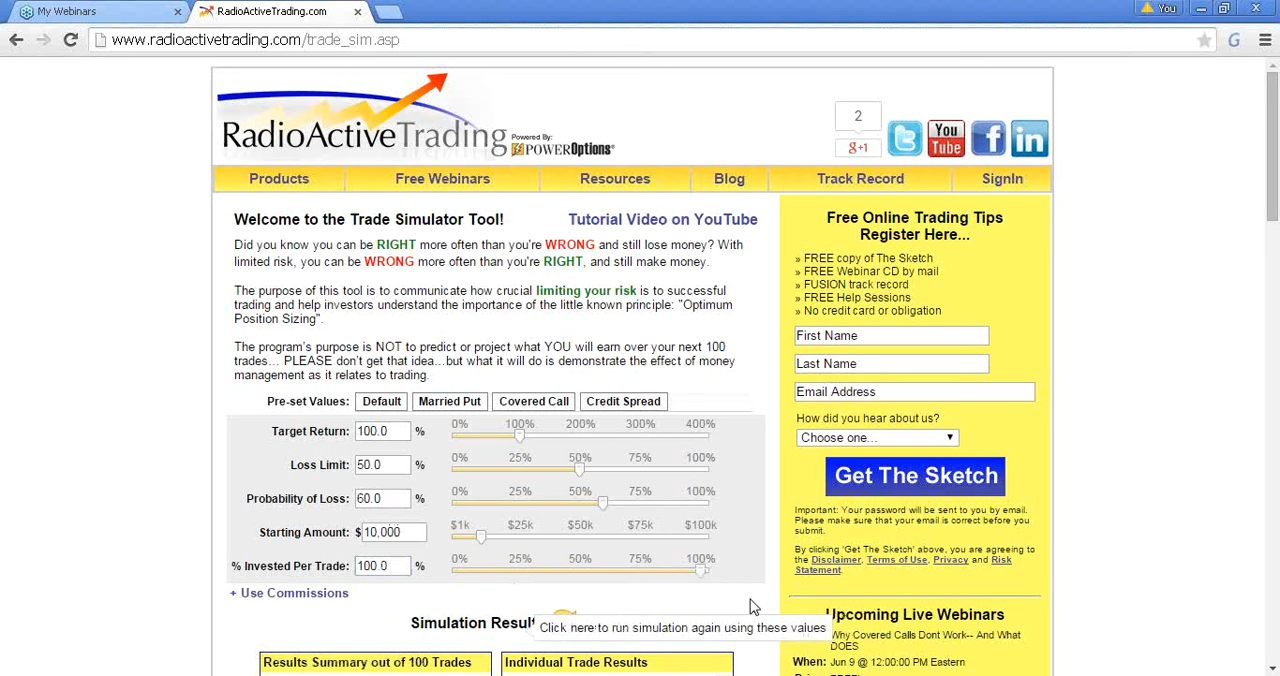 My Webinars
RadioActiveTrading.com
You
www.radioactivetrading.com/trade_sim.asp
RadioActiveTrading Powered By: POWEROptions
2
g+1
You Tube f in
Products Free Webinars Resources Blog Track Record SignIn
Welcome to the Trade Simulator Tool! Tutorial Video on YouTube
Did you know you can be RIGHT more often than you're WRONG and still lose money? With
limited risk, you can be WRONG more often than you're RIGHT, and still make money.
The purpose of this tool is to communicate how crucial limiting your risk is to successful
trading and help investors understand the importance of the little known principle: "Optimum
Position Sizing".
The program's purpose is NOT to predict or project what YOU will earn over your next 100
trades... PLEASE don't get that idea...but what it will do is demonstrate the effect of money
management as it relates to trading.
Pre-set Values: Default Married Put Covered Call Credit Spread
0% 100% 200% 300% 400%
Target Return: 100.0 %
0% 25% 50% 75% 100%
Loss Limit: 50.0 %
0% 25% 50% 75% 100%
Probability of Loss: 60.0 %
$1k $25k $50k $75k $100k
Starting Amount: $ 10,000
0% 25% 50% 75% 100%
% Invested Per Trade: 100.0 %
+ Use Commissions
Simulation Resul
Click here to run simulation again using these values
Results Summary out of 100 Trades
Individual Trade Results
Free Online Trading Tips
Register Here...
» FREE copy of The Sketch
» FREE Webinar CD by mail
» FUSION track record
» FREE Help Sessions
» No credit card or obligation
First Name
Last Name
Email Address
How did you hear about us?
Choose one...
Get The Sketch
Important: Your password will be sent to you by email.
Please make sure that your email is correct before you
submit.
By clicking 'Get The Sketch' above, you are agreeing to
the Disclaimer, Terms of Use, Privacy and Risk
Statement.
Upcoming Live Webinars
Why Covered Calls Dont Work-- And What
DOES
When: Jun 9 @ 12:00:00 PM Eastern